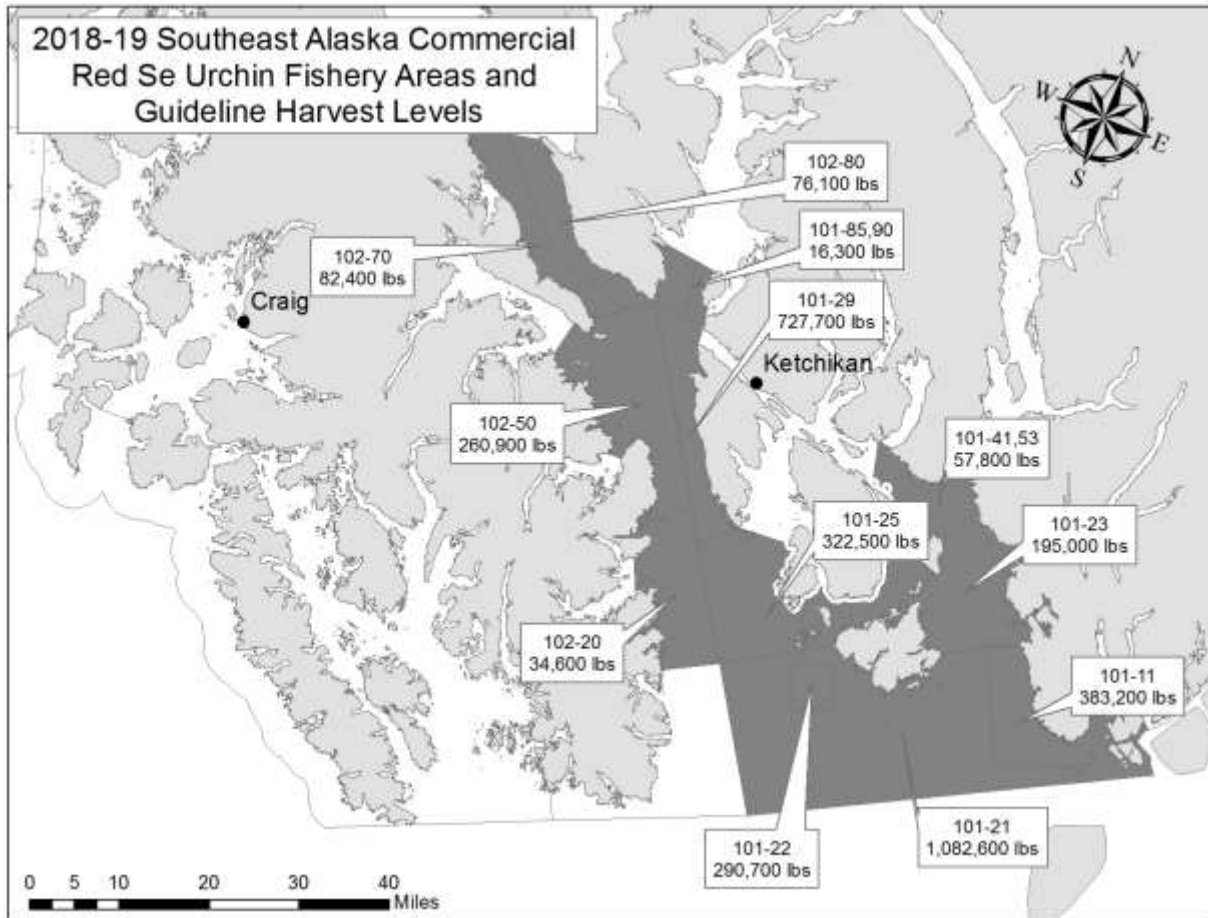 2018-19 Southeast Alaska Commercial
Red Se Urchin Fishery Areas and
Guideline Harvest Levels
N
W
E
S
102-80
76,100 lbs
101-85,90
16,300 lbs
102-70
82,400 lbs
101-29
727,700 lbs
Craig
Ketchikan
102-50
260,900 lbs
101-41,53
57,800 lbs
101-25
322,500 lbs
101-23
195,000 lbs
102-20
34,600 lbs
101-11
383,200 lbs
101-22
290,700 lbs
101-21
1,082,600 lbs
0 5 10 20 30 40
Miles